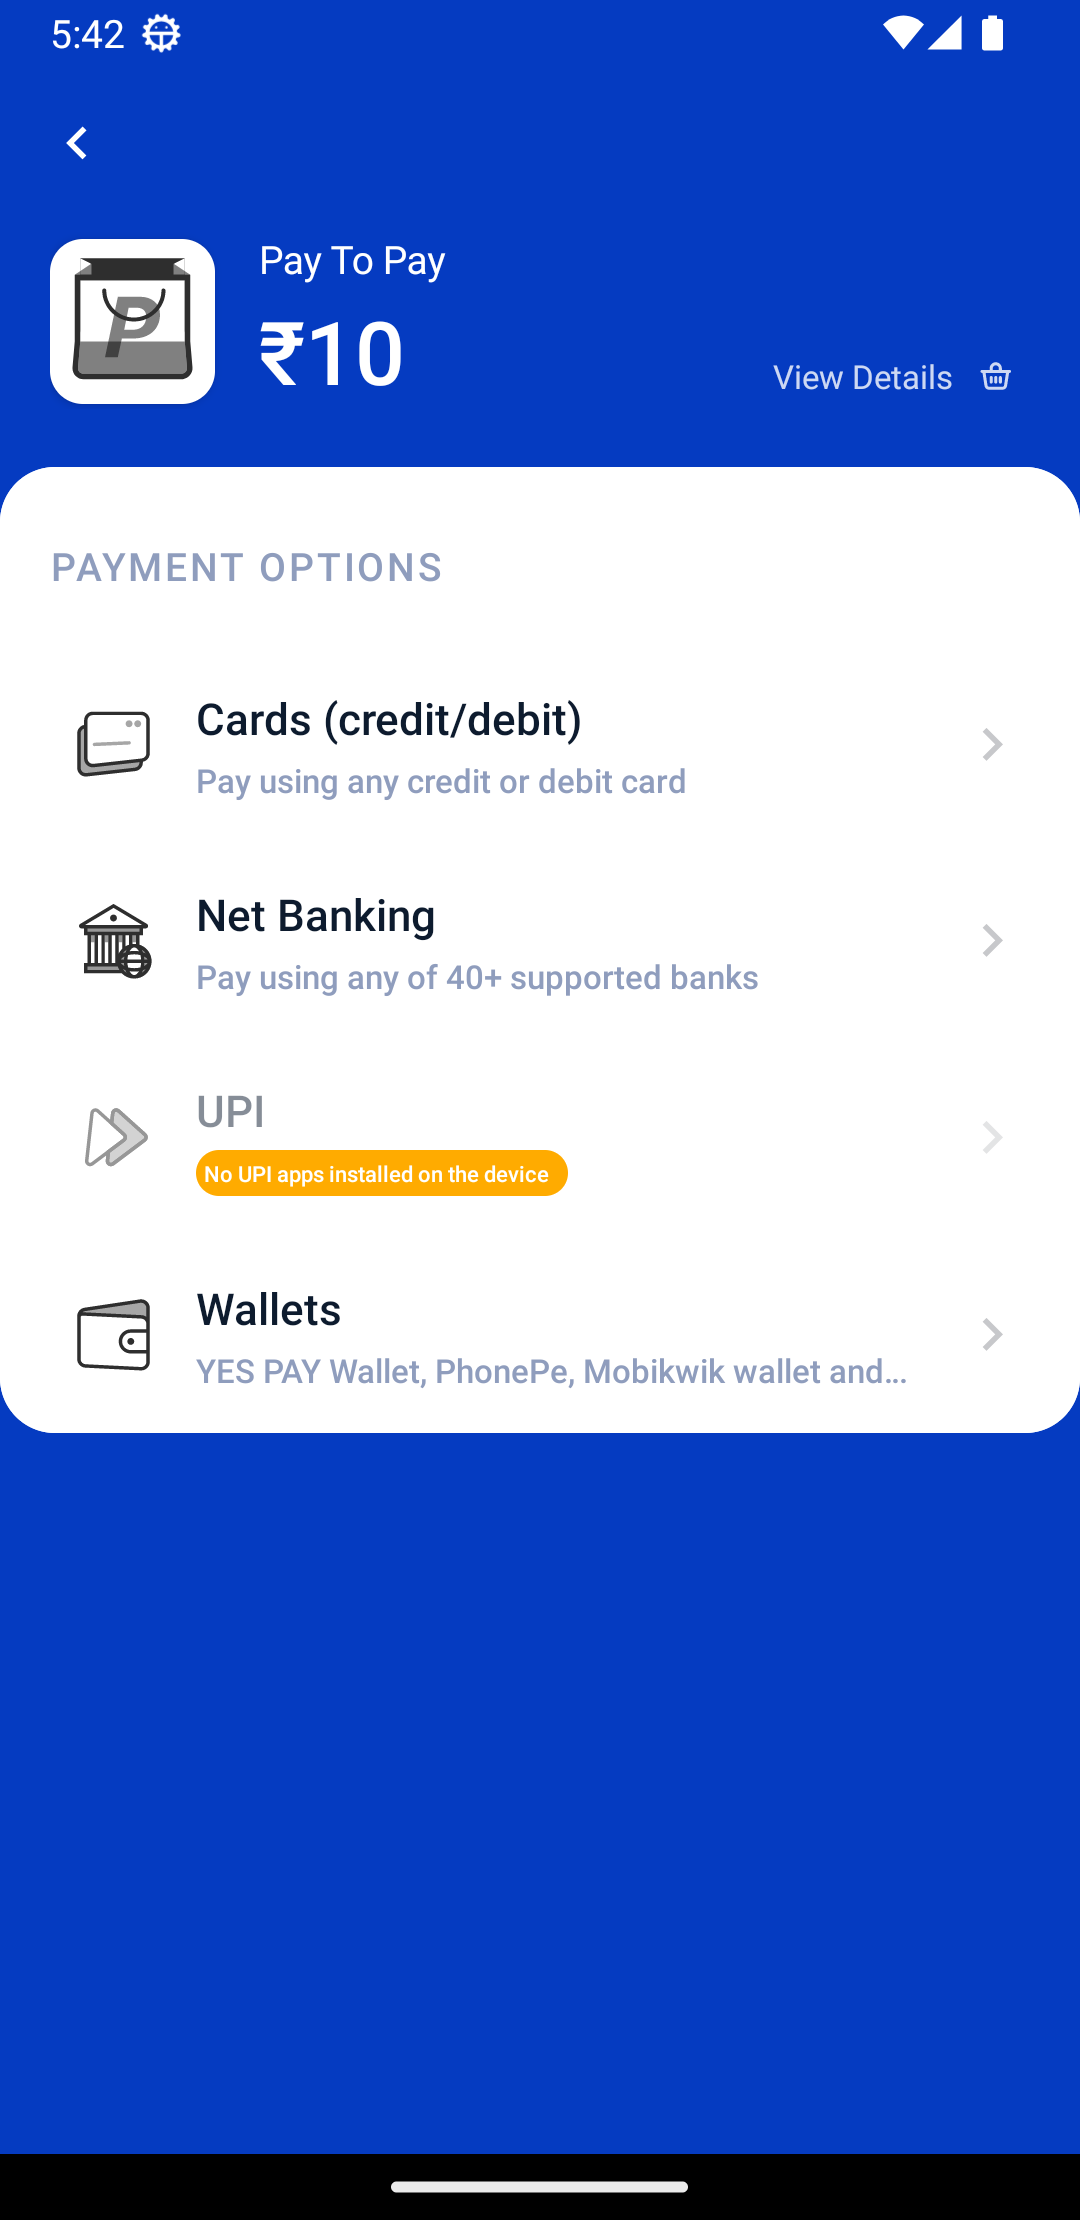 5:42
Pay To Pay
₹10
View Details
P
PAYMENT OPTIONS
Cards (credit/debit)
Pay using any credit or debit card
Net Banking
Pay using any of 40+ supported banks
UPI
No UPI apps installed on the device
Wallets
YES PAY Wallet, PhonePe, Mobikwik wallet and...